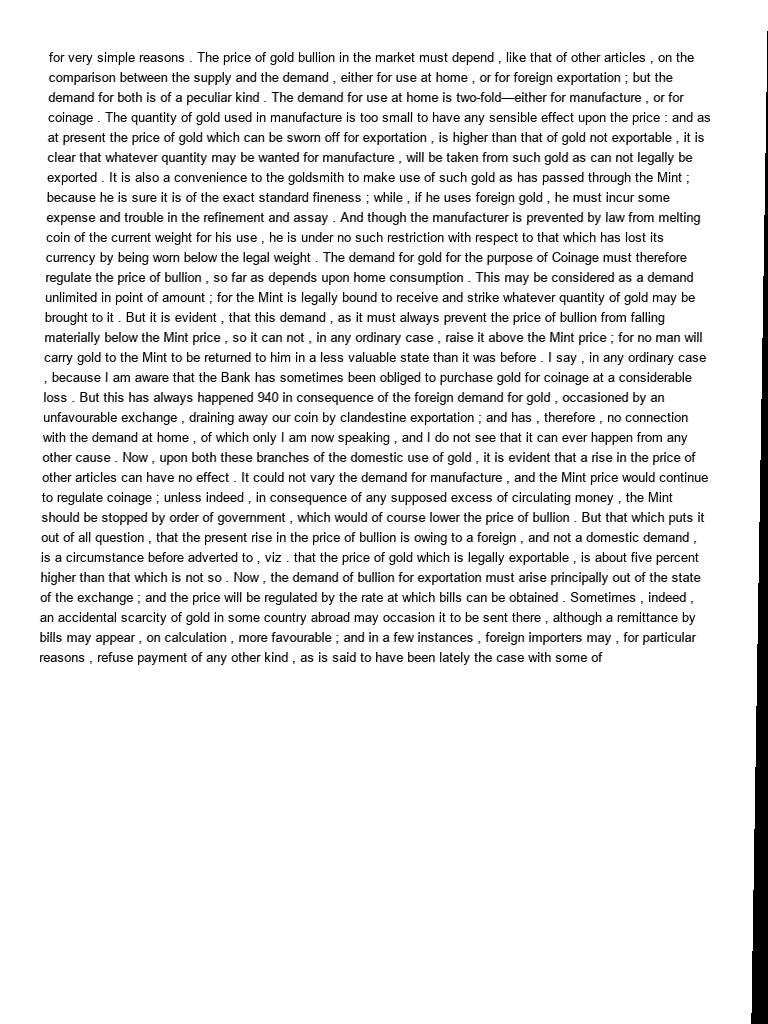 for very simple reasons . The price of gold bullion in the market must depend , like that of other articles , on the
comparison between the supply and the demand , either for use at home , or for foreign exportation ; but the
demand for both is of a peculiar kind . The demand for use at home is two-fold—either for manufacture , or for
coinage . The quantity of gold used in manufacture is too small to have any sensible effect upon the price : and as
at present the price of gold which can be sworn off for exportation , is higher than that of gold not exportable , it is
clear that whatever quantity may be wanted for manufacture , will be taken from such gold as can not legally be
exported . It is also a convenience to the goldsmith to make use of such gold as has passed through the Mint ;
because he is sure it is of the exact standard fineness ; while , if he uses foreign gold , he must incur some
expense and trouble in the refinement and assay . And though the manufacturer is prevented by law from melting
coin of the current weight for his use , he is under no such restriction with respect to that which has lost its
currency by being worn below the legal weight . The demand for gold for the purpose of Coinage must therefore
regulate the price of bullion , so far as depends upon home consumption . This may be considered as a demand
unlimited in point of amount ; for the Mint is legally bound to receive and strike whatever quantity of gold may be
brought to it . But it is evident , that this demand , as it must always prevent the price of bullion from falling
materially below the Mint price , so it can not , in any ordinary case , raise it above the Mint price ; for no man will
carry gold to the Mint to be returned to him in a less valuable state than it was before . I say , in any ordinary case
, because I am aware that the Bank has sometimes been obliged to purchase gold for coinage at a considerable
loss . But this has always happened 940 in consequence of the foreign demand for gold , occasioned by an
unfavourable exchange , draining away our coin by clandestine exportation ; and has , therefore , no connection
with the demand at home , of which only I am now speaking , and I do not see that it can ever happen from any
other cause . Now , upon both these branches of the domestic use of gold , it is evident that a rise in the price of
other articles can have no effect . It could not vary the demand for manufacture , and the Mint price would continue
to regulate coinage ; unless indeed , in consequence of any supposed excess of circulating money , the Mint
should be stopped by order of government , which would of course lower the price of bullion . But that which puts it
out of all question , that the present rise in the price of bullion is owing to a foreign , and not a domestic demand ,
is a circumstance before adverted to , viz . that the price of gold which is legally exportable , is about five percent
higher than that which is not so . Now , the demand of bullion for exportation must arise principally out of the state
of the exchange ; and the price will be regulated by the rate at which bills can be obtained . Sometimes , indeed ,
an accidental scarcity of gold in some country abroad may occasion it to be sent there , although a remittance by
bills may appear , on calculation , more favourable ; and in a few instances , foreign importers may , for particular
reasons , refuse payment of any other kind , as is said to have been lately the case with some of